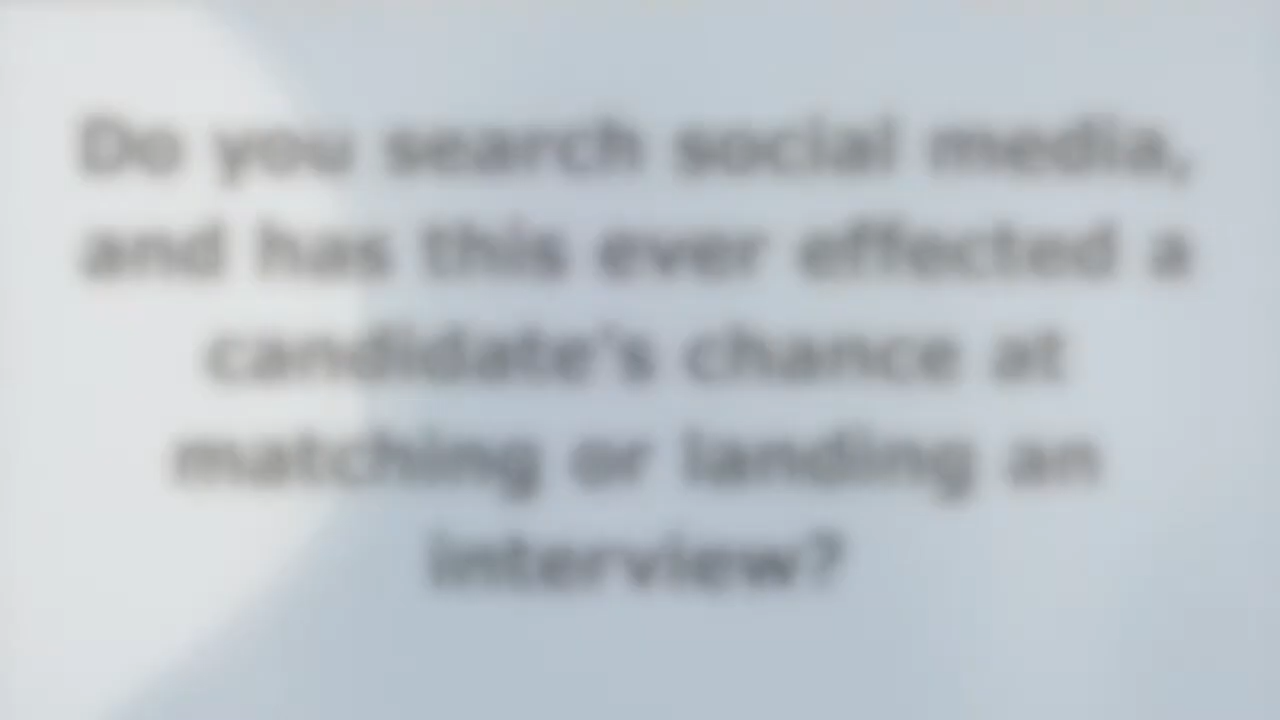 Do you search social media,
and has this ever effected a
candidate's chance at
matching or landing an
interview?